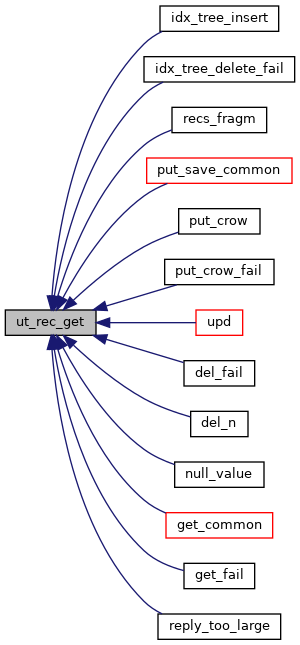 idx_tree_insert
idx_tree_delete_fail
recs_fragm
put_save_common
put_crow
put_crow_fail
ut_rec_get
upd
del_fail
del_n
null_value
get_common
get_fail
reply_too_large